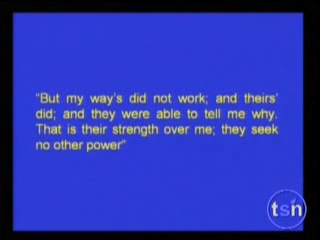 “But my way’s did not work; and theirs’
did; and they were able to tell me why.
That is their strength over me; they seek
no other power”
tsn